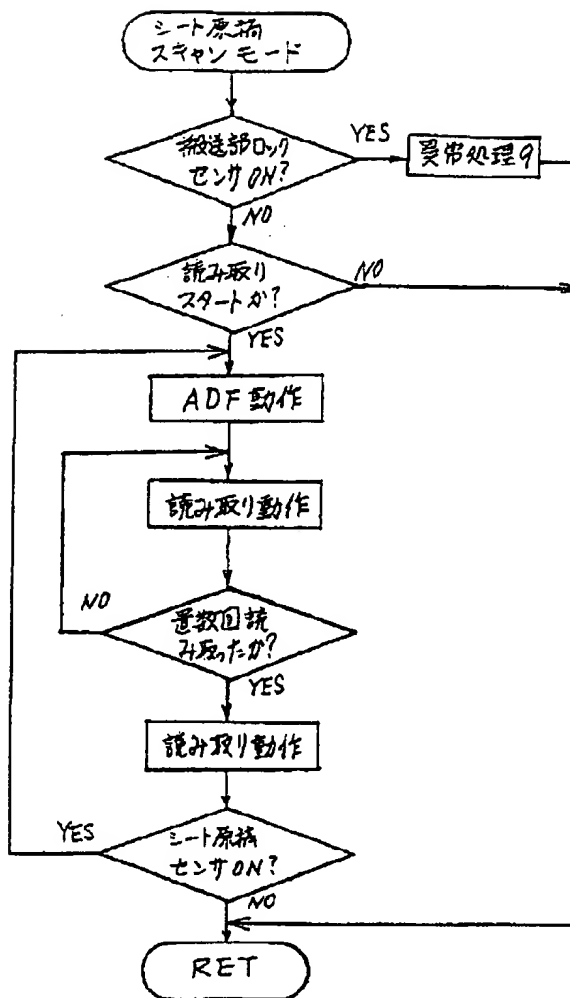 シート原稿
スキャンモード
搬送部ロック
センサON?
YES
異常処理9
NO
読み取り
スタートか?
NO
YES
ADF動作
読み取り動作
NO
置数回読
み取ったか?
YES
読み取り動作
YES
シート原稿
センサON?
NO
RET